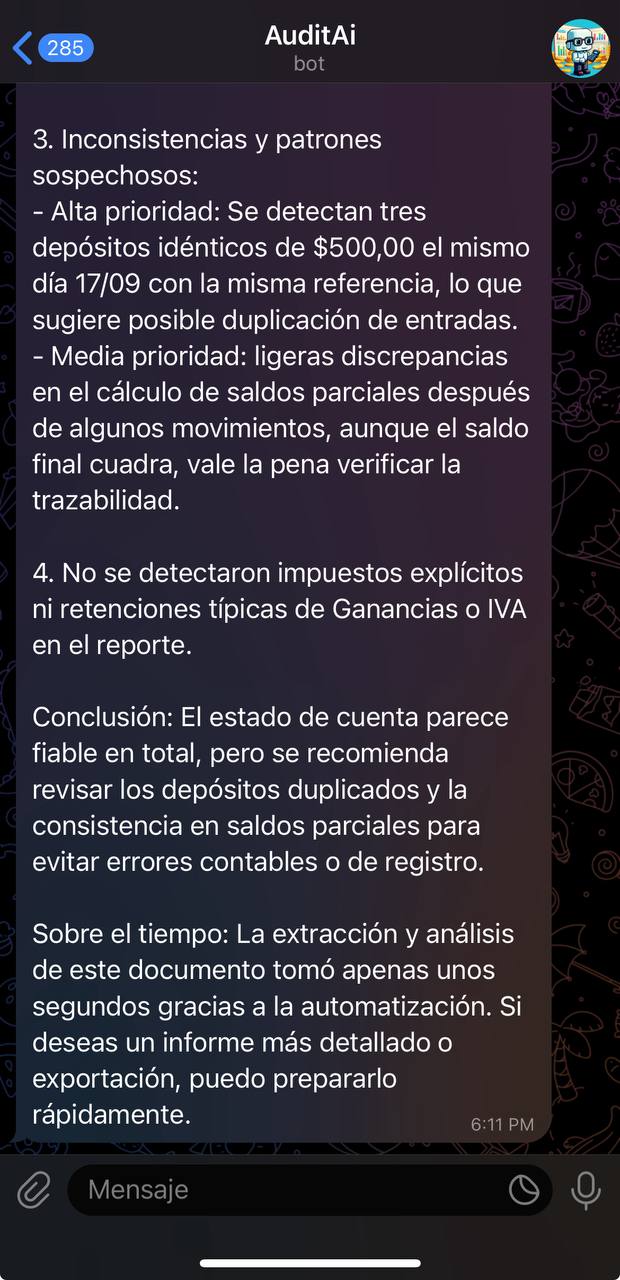 285
AuditAi
bot
3. Inconsistencias y patrones
sospechosos:
- Alta prioridad: Se detectan tres
depósitos idénticos de $500,00 el mismo
día 17/09 con la misma referencia, lo que
sugiere posible duplicación de entradas.
- Media prioridad: ligeras discrepancias
en el cálculo de saldos parciales después
de algunos movimientos, aunque el saldo
final cuadra, vale la pena verificar la
trazabilidad.
4. No se detectaron impuestos explícitos
ni retenciones típicas de Ganancias o IVA
en el reporte.
Conclusión: El estado de cuenta parece
fiable en total, pero se recomienda
revisar los depósitos duplicados y la
consistencia en saldos parciales para
evitar errores contables o de registro.
Sobre el tiempo: La extracción y análisis
de este documento tomó apenas unos
segundos gracias a la automatización. Si
deseas un informe más detallado o
exportación, puedo prepararlo
rápidamente.
6:11 PM
Mensaje